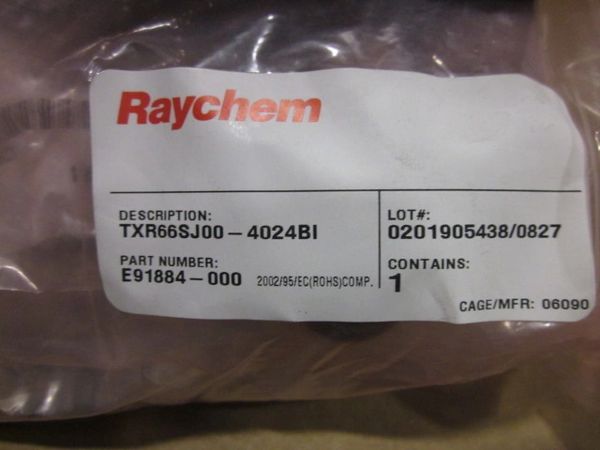 Raychem
DESCRIPTION:
TXR66SJ00-4024BI
PART NUMBER:
E91884-000 2002/95/EC(ROHS)COMP.
LOT#:
0201905438/0827
CONTAINS:
1
CAGE/MFR: 06090